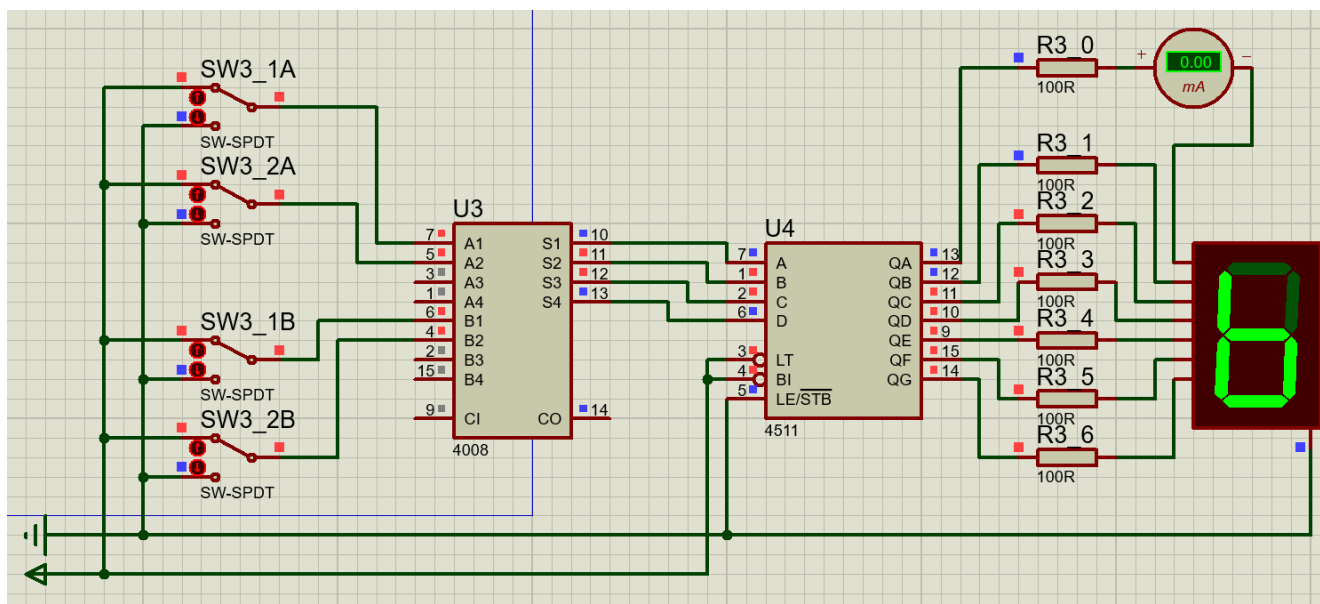 SW3_1A
SW-SPDT
SW3_2A
SW-SPDT
SW3_1B
SW-SPDT
SW3_2B
SW-SPDT
U3
7 A1 S1 10
5 A2 S2 11
3 A3 S3 12
1 A4 S4 13
6 B1
4 B2
2 B3
15 B4
9 CI CO 14
4008
U4
7 A QA 13
1 B QB 12
2 C QC 11
6 D QD 10
QE 9
3 LT QF 15
4 BI QG 14
5 LE/STB
4511
R3_0
100R
+ 0.00 −
mA
R3_1
100R
R3_2
100R
R3_3
100R
R3_4
100R
R3_5
100R
R3_6
100R
6